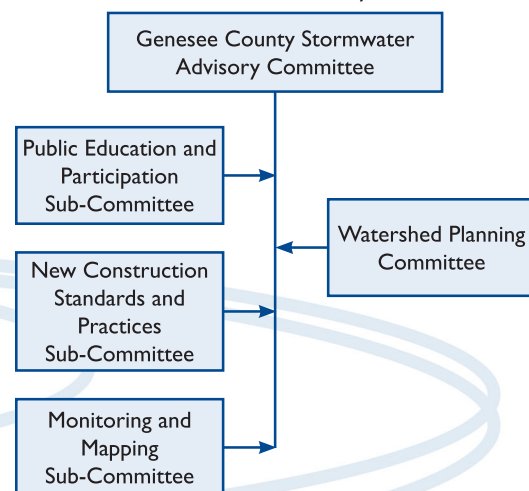 Genesee County Stormwater
Advisory Committee
Public Education and
Participation
Sub-Committee
Watershed Planning
Committee
New Construction
Standards and
Practices
Sub-Committee
Monitoring and
Mapping
Sub-Committee